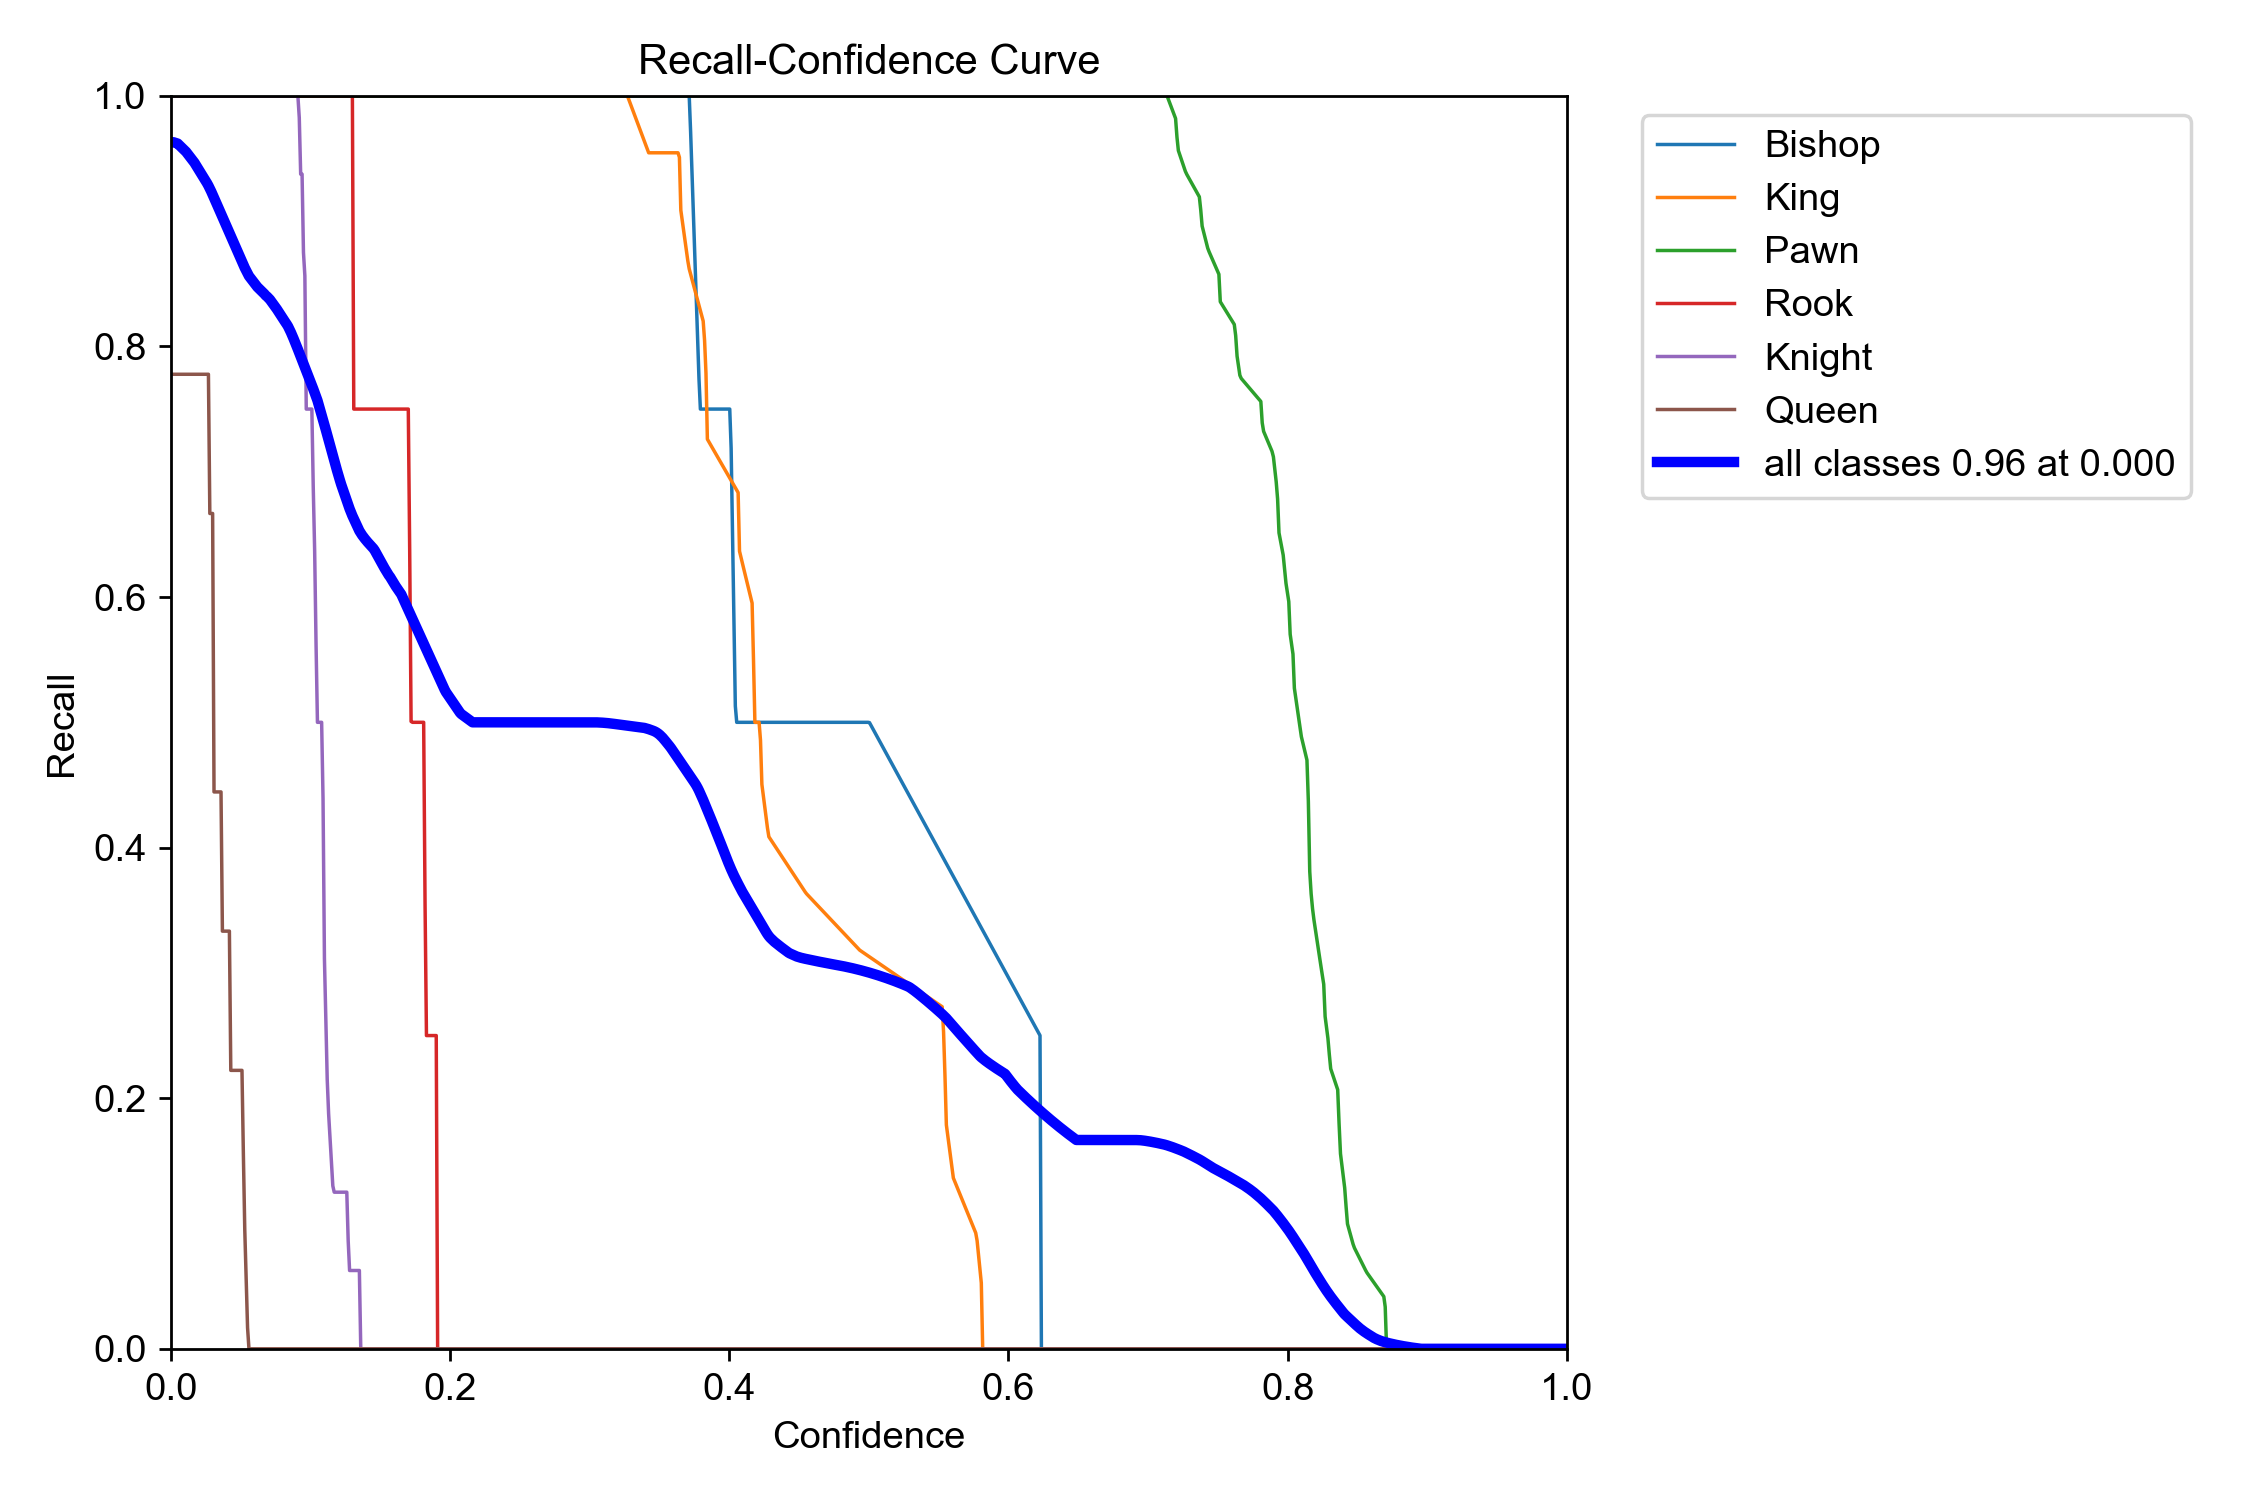 Recall-Confidence Curve
1.0
0.8
0.6
0.4
0.2
0.0
Recall
0.0 0.2 0.4 0.6 0.8 1.0
Confidence
Bishop
King
Pawn
Rook
Knight
Queen
all classes 0.96 at 0.000